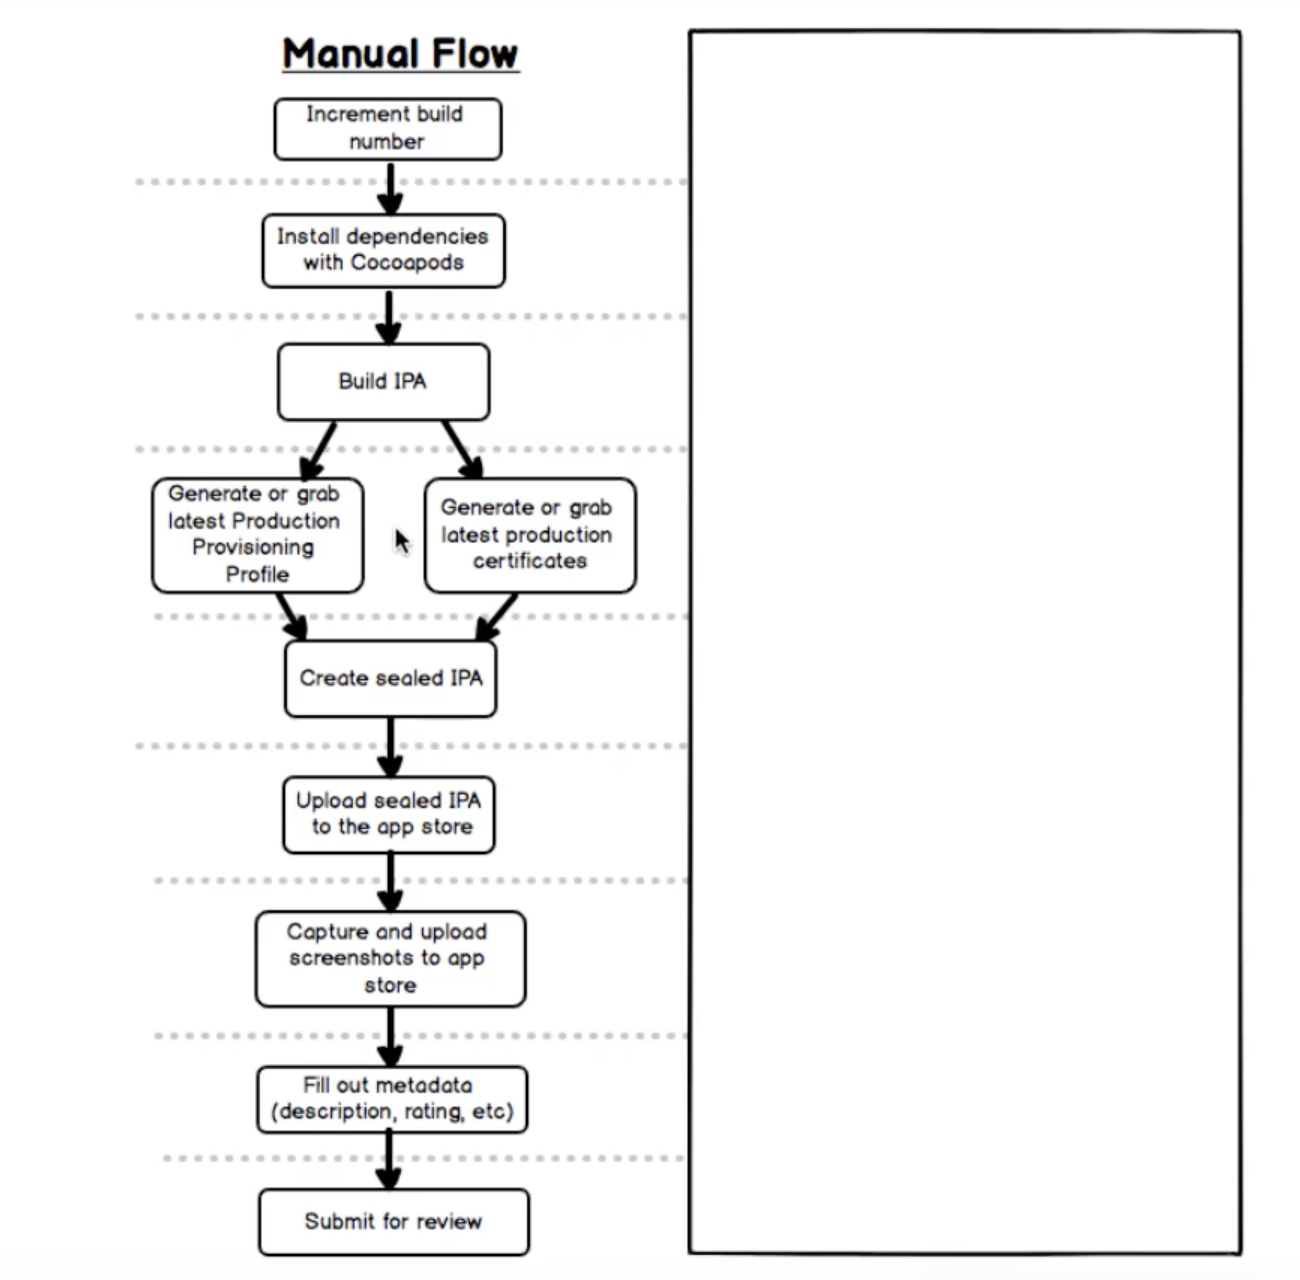 Manual Flow
Increment build
number
Install dependencies
with Cocoapods
Build IPA
Generate or grab
latest Production
Provisioning
Profile
Generate or grab
latest production
certificates
Create sealed IPA
Upload sealed IPA
to the app store
Capture and upload
screenshots to app
store
Fill out metadata
(description, rating, etc)
Submit for review